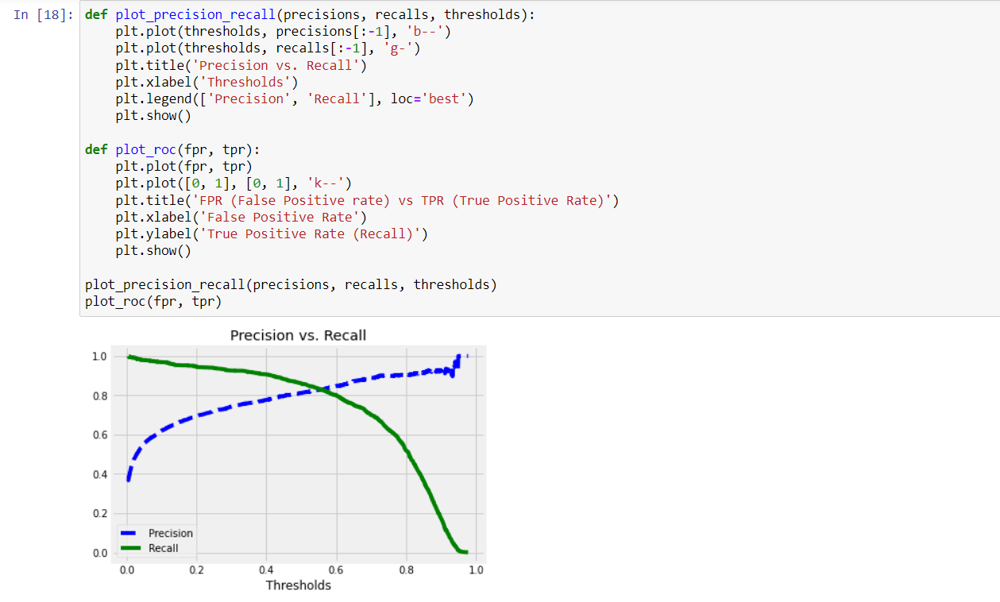 In [18]: def plot_precision_recall(precisions, recalls, thresholds):
    plt.plot(thresholds, precisions[:-1], 'b--')
    plt.plot(thresholds, recalls[:-1], 'g-')
    plt.title('Precision vs. Recall')
    plt.xlabel('Thresholds')
    plt.legend(['Precision', 'Recall'], loc='best')
    plt.show()
def plot_roc(fpr, tpr):
    plt.plot(fpr, tpr)
    plt.plot([0, 1], [0, 1], 'k--')
    plt.title('FPR (False Positive rate) vs TPR (True Positive Rate)')
    plt.xlabel('False Positive Rate')
    plt.ylabel('True Positive Rate (Recall)')
    plt.show()
plot_precision_recall(precisions, recalls, thresholds)
plot_roc(fpr, tpr)
Precision vs. Recall
1.0
0.8
0.6
0.4
0.2
0.0
Precision
Recall
0.0 0.2 0.4 0.6 0.8 1.0
Thresholds